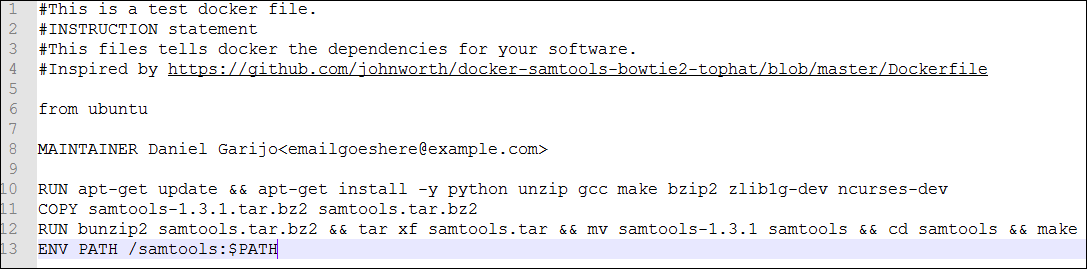 1 #This is a test docker file.
2 #INSTRUCTION statement
3 #This files tells docker the dependencies for your software.
4 #Inspired by https://github.com/johnworth/docker-samtools-bowtie2-tophat/blob/master/Dockerfile
5
6 from ubuntu
7
8 MAINTAINER Daniel Garijo<emailgoeshere@example.com>
9
10 RUN apt-get update && apt-get install -y python unzip gcc make bzip2 zlib1g-dev ncurses-dev
11 COPY samtools-1.3.1.tar.bz2 samtools.tar.bz2
12 RUN bunzip2 samtools.tar.bz2 && tar xf samtools.tar && mv samtools-1.3.1 samtools && cd samtools && make
13 ENV PATH /samtools:$PATH